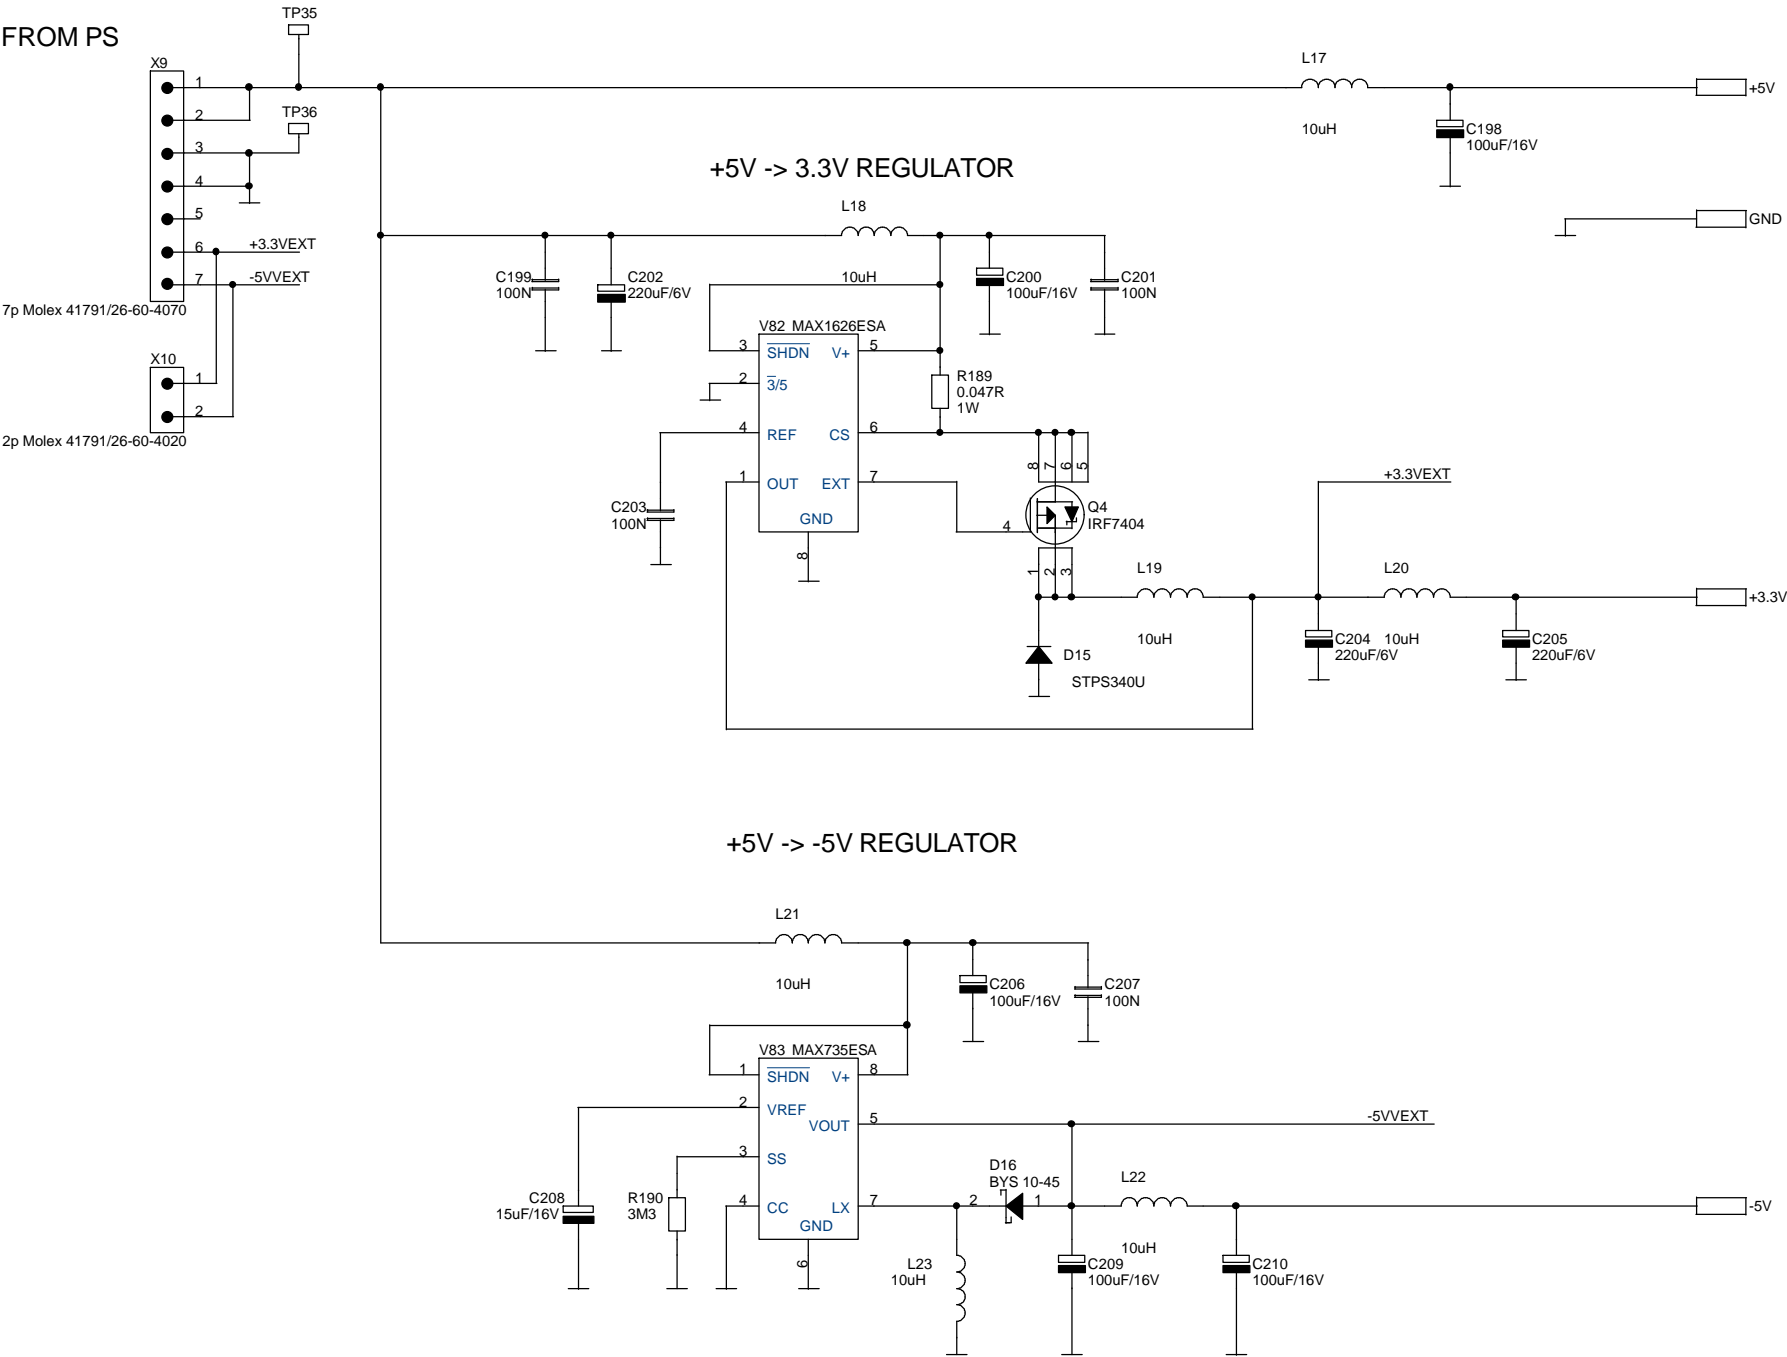 FROM PS
TP35
X9
1
2
3
4
5
6
7
TP36
+3.3VEXT
-5VVEXT
7p Molex 41791/26-60-4070
X10
1
2
2p Molex 41791/26-60-4020
L17
10uH
C198
100uF/16V
+5V
GND
+5V -> 3.3V REGULATOR
L18
10uH
C199
100N
C202
220uF/6V
C200
100uF/16V
C201
100N
V82 MAX1626ESA
3 SHDN V+ 5
2 3/5
4 REF CS 6
1 OUT EXT 7
GND
8
R189
0.047R
1W
C203
100N
8 7 6 5
Q4
IRF7404
4
1 2 3
+3.3VEXT
L19
10uH
L20
10uH
+3.3V
D15
STPS340U
C204
220uF/6V
C205
220uF/6V
+5V -> -5V REGULATOR
L21
10uH
C206
100uF/16V
C207
100N
V83 MAX735ESA
1 SHDN V+ 8
2 VREF
VOUT 5
3 SS
4 CC LX 7
GND
6
-5VVEXT
C208
15uF/16V
R190
3M3
D16
BYS 10-45
2 1
L22
10uH
-5V
L23
10uH
C209
100uF/16V
C210
100uF/16V